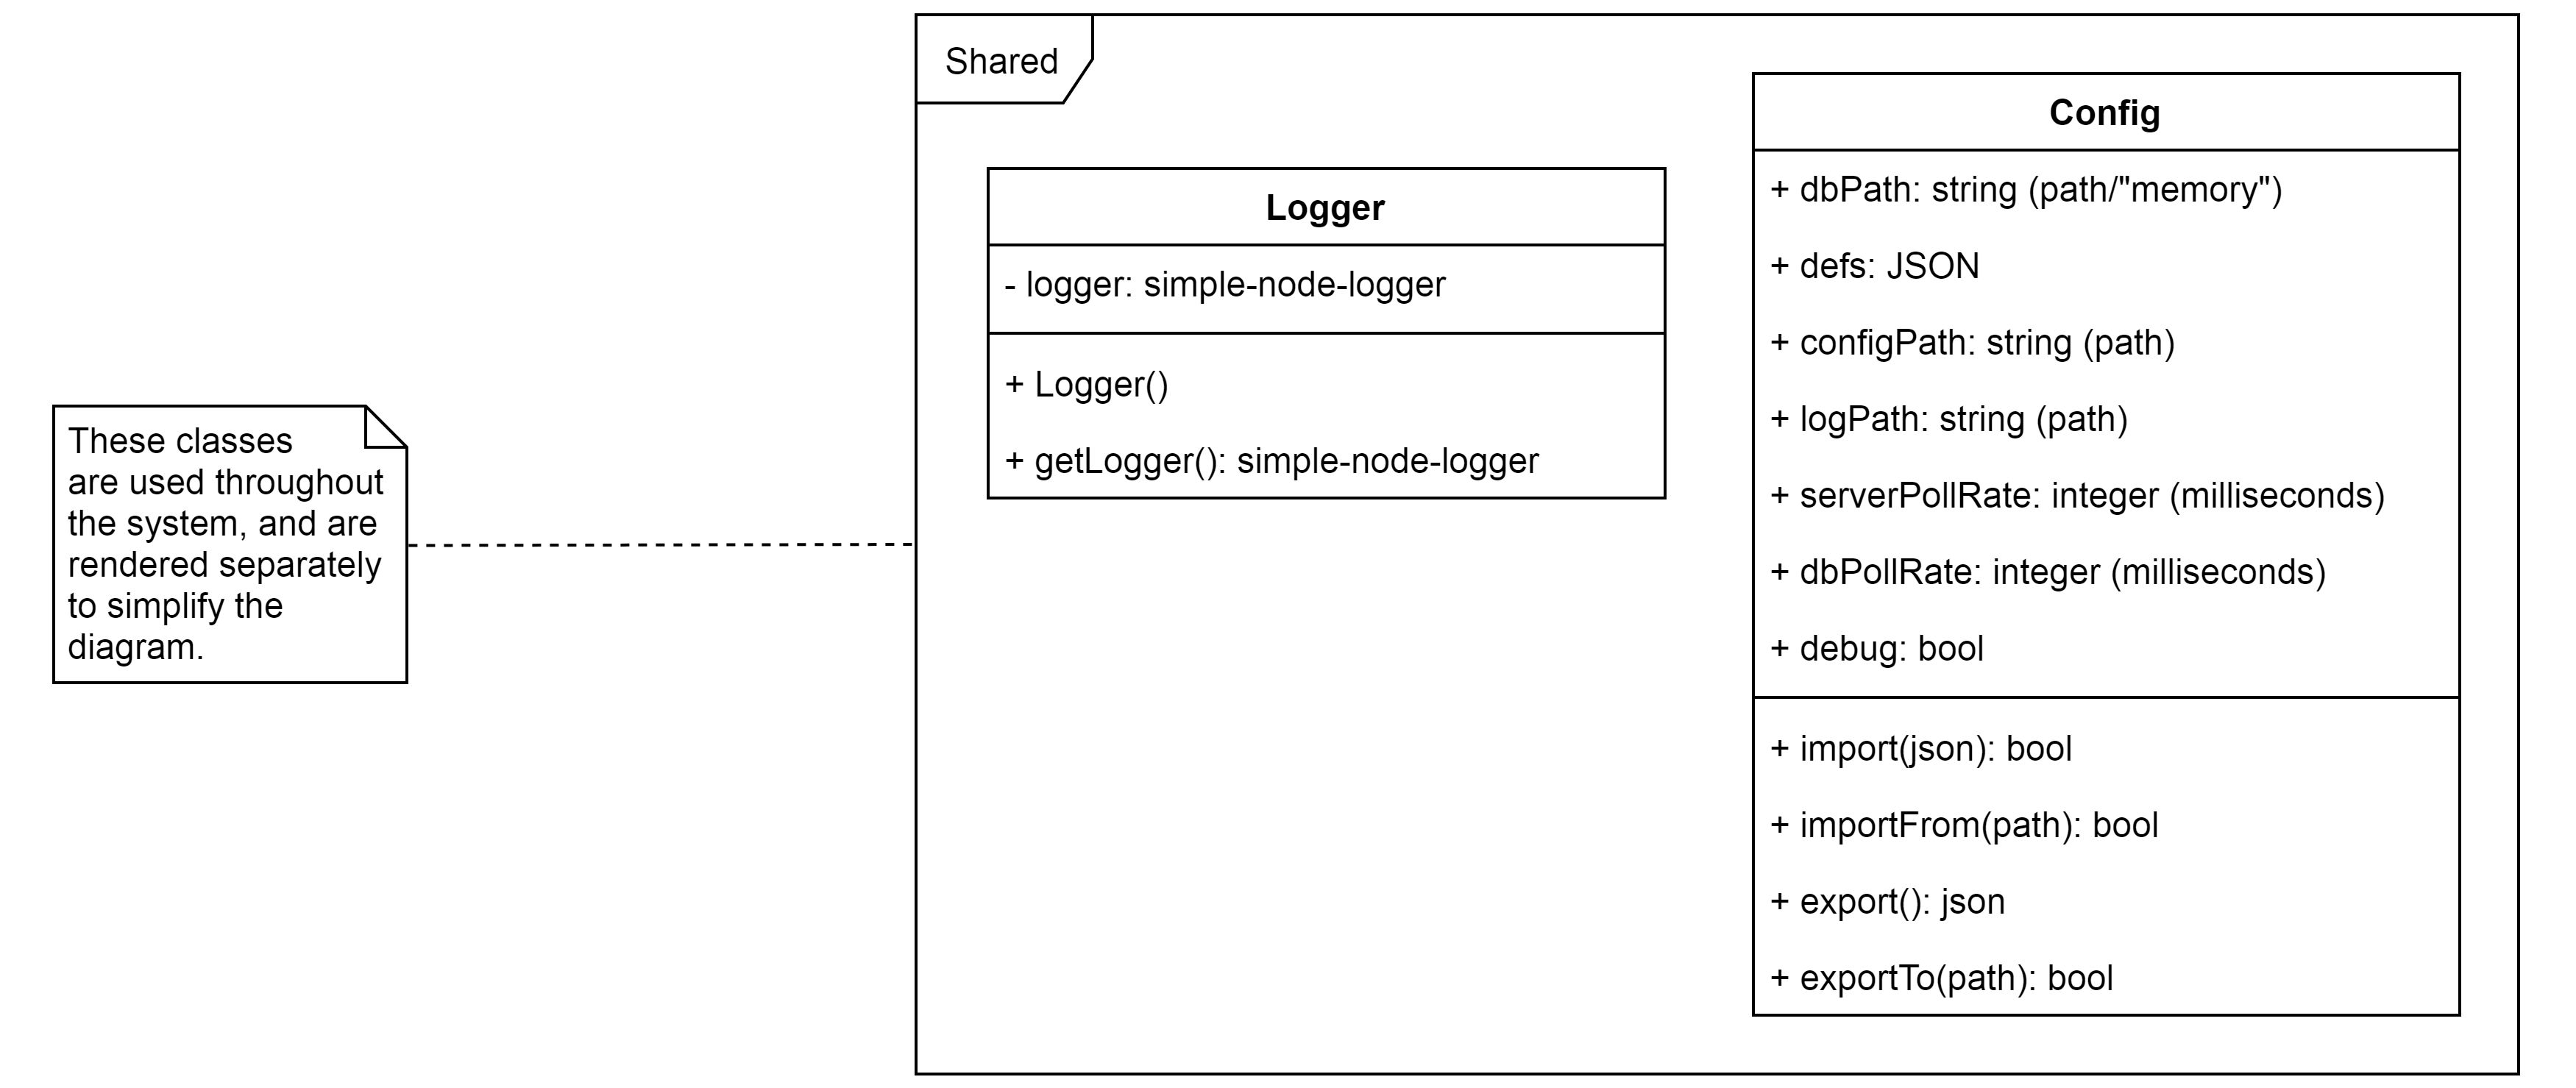 Shared
Logger
- logger: simple-node-logger
+ Logger()
+ getLogger(): simple-node-logger
Config
+ dbPath: string (path/"memory")
+ defs: JSON
+ configPath: string (path)
+ logPath: string (path)
+ serverPollRate: integer (milliseconds)
+ dbPollRate: integer (milliseconds)
+ debug: bool
+ import(json): bool
+ importFrom(path): bool
+ export(): json
+ exportTo(path): bool
These classes
are used throughout
the system, and are
rendered separately
to simplify the
diagram.